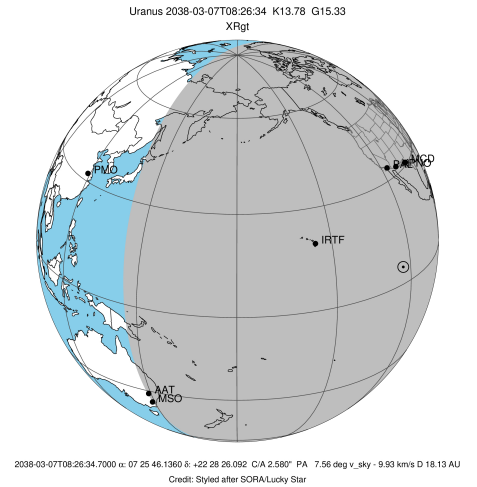 Uranus 2038-03-07T08:26:34 K13.78 G15.33
XRgt
PMO
MCD
IRTF
AAT
MSO
2038-03-07T08:26:34.7000 α: 07 25 46.1360 δ: +22 28 26.092 C/A 2.580" PA 7.56 deg v_sky - 9.93 km/s D 18.13 AU
Credit: Styled after SORA/Lucky Star